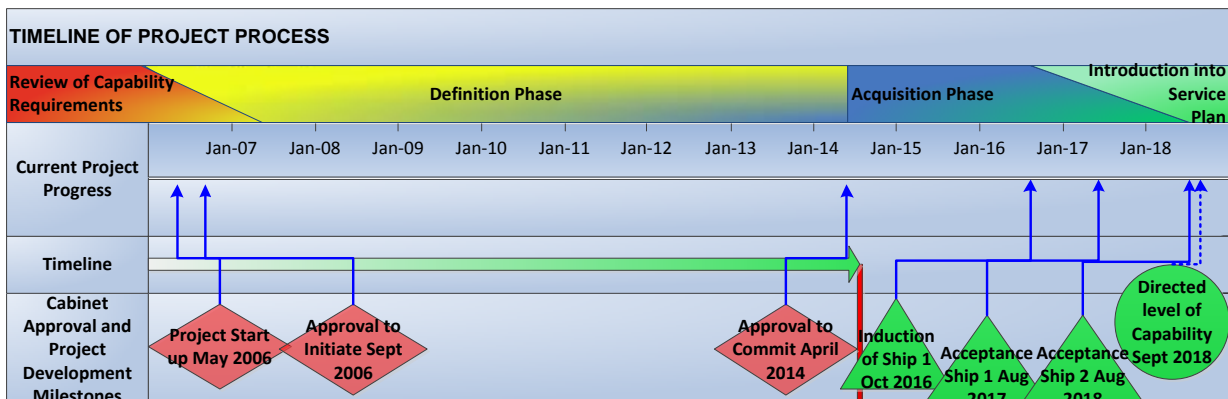 TIMELINE OF PROJECT PROCESS
Review of Capability
Requirements
Definition Phase
Acquisition Phase
Introduction into
Service
Plan
Current Project
Progress
Jan-07 Jan-08 Jan-09 Jan-10 Jan-11 Jan-12 Jan-13 Jan-14 Jan-15 Jan-16 Jan-17 Jan-18
Timeline
Cabinet
Approval and
Project
Development
Milestones
Project Start
up May 2006
Approval to
Initiate Sept
2006
Approval to
Commit April
2014
Induction
of Ship 1
Oct 2016
Acceptance
Ship 1 Aug
2017
Acceptance
Ship 2 Aug
2018
Directed
level of
Capability
Sept 2018